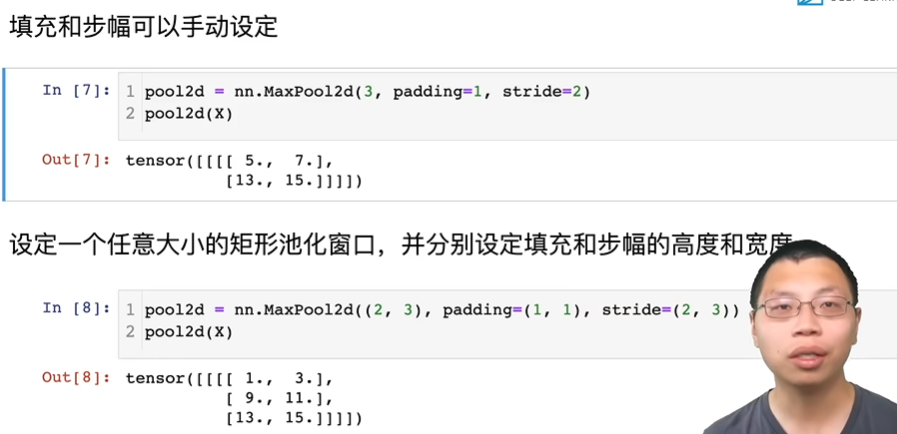 填充和步幅可以手动设定
In [7]: 1 pool2d = nn.MaxPool2d(3, padding=1, stride=2)
2 pool2d(X)
Out[7]: tensor([[[[ 5., 7.],
[13., 15.]]]])
设定一个任意大小的矩形池化窗口，并分别设定填充和步幅的高度和宽度
In [8]: 1 pool2d = nn.MaxPool2d((2, 3), padding=(1, 1), stride=(2, 3))
2 pool2d(X)
Out[8]: tensor([[[[ 1., 3.],
[ 9., 11.],
[13., 15.]]]])